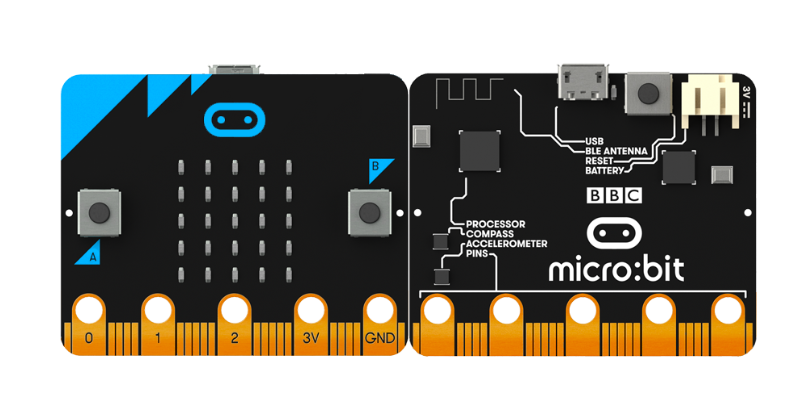 B
A
0
1
2
3V
GND
3V
USB
BLE ANTENNA
RESET
BATTERY
BBC
PROCESSOR
COMPASS
ACCELEROMETER
PINS
micro:bit